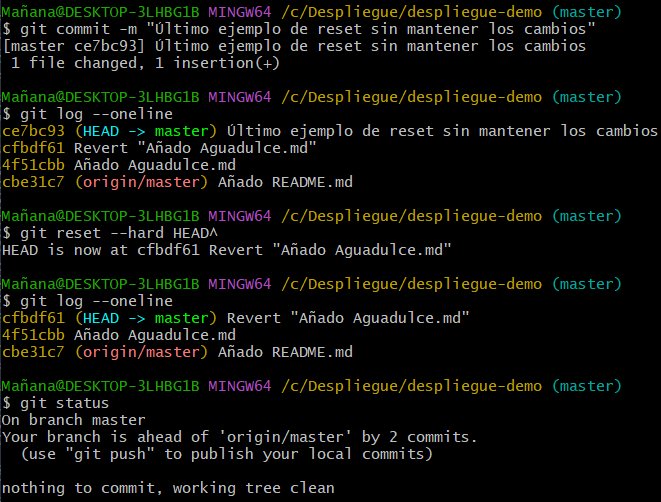 Mañana@DESKTOP-3LHBG1B MINGW64 /c/Despliegue/despliegue-demo (master)
$ git commit -m "Último ejemplo de reset sin mantener los cambios"
[master ce7bc93] Último ejemplo de reset sin mantener los cambios
 1 file changed, 1 insertion(+)

Mañana@DESKTOP-3LHBG1B MINGW64 /c/Despliegue/despliegue-demo (master)
$ git log --oneline
ce7bc93 (HEAD -> master) Último ejemplo de reset sin mantener los cambios
cfbdf61 Revert "Añado Aguadulce.md"
4f51cbb Añado Aguadulce.md
cbe31c7 (origin/master) Añado README.md

Mañana@DESKTOP-3LHBG1B MINGW64 /c/Despliegue/despliegue-demo (master)
$ git reset --hard HEAD^
HEAD is now at cfbdf61 Revert "Añado Aguadulce.md"

Mañana@DESKTOP-3LHBG1B MINGW64 /c/Despliegue/despliegue-demo (master)
$ git log --oneline
cfbdf61 (HEAD -> master) Revert "Añado Aguadulce.md"
4f51cbb Añado Aguadulce.md
cbe31c7 (origin/master) Añado README.md

Mañana@DESKTOP-3LHBG1B MINGW64 /c/Despliegue/despliegue-demo (master)
$ git status
On branch master
Your branch is ahead of 'origin/master' by 2 commits.
  (use "git push" to publish your local commits)

nothing to commit, working tree clean